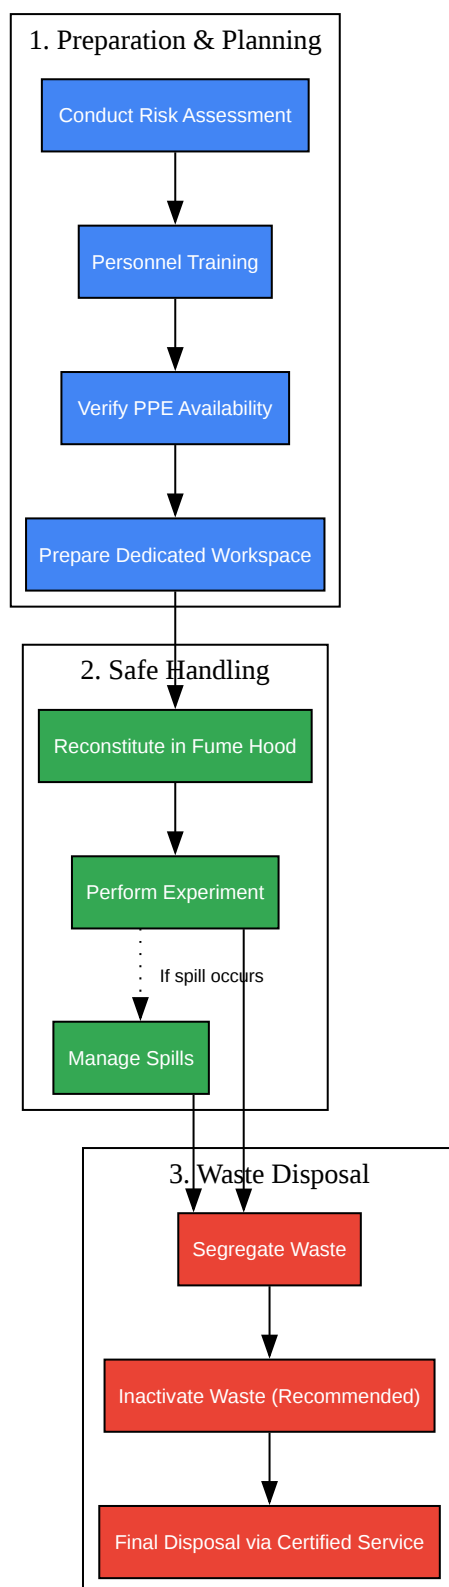 1. Preparation & Planning
Conduct Risk Assessment
Personnel Training
Verify PPE Availability
Prepare Dedicated Workspace
2. Safe Handling
Reconstitute in Fume Hood
Perform Experiment
If spill occurs
Manage Spills
3. Waste Disposal
Segregate Waste
Inactivate Waste (Recommended)
Final Disposal via Certified Service